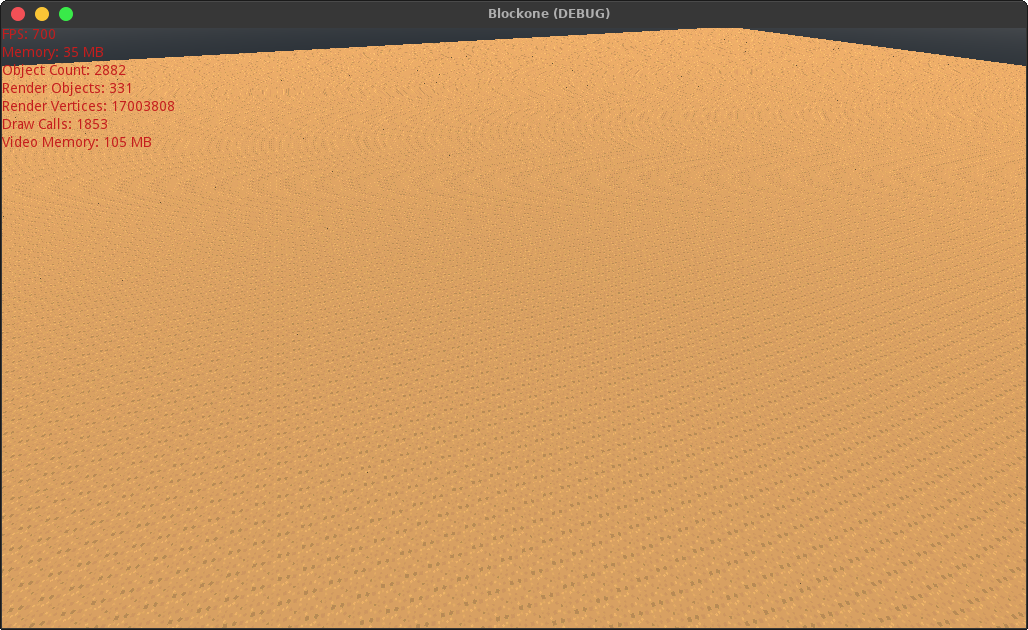 Blockone (DEBUG)
FPS: 700
Memory: 35 MB
Object Count: 2882
Render Objects: 331
Render Vertices: 17003808
Draw Calls: 1853
Video Memory: 105 MB